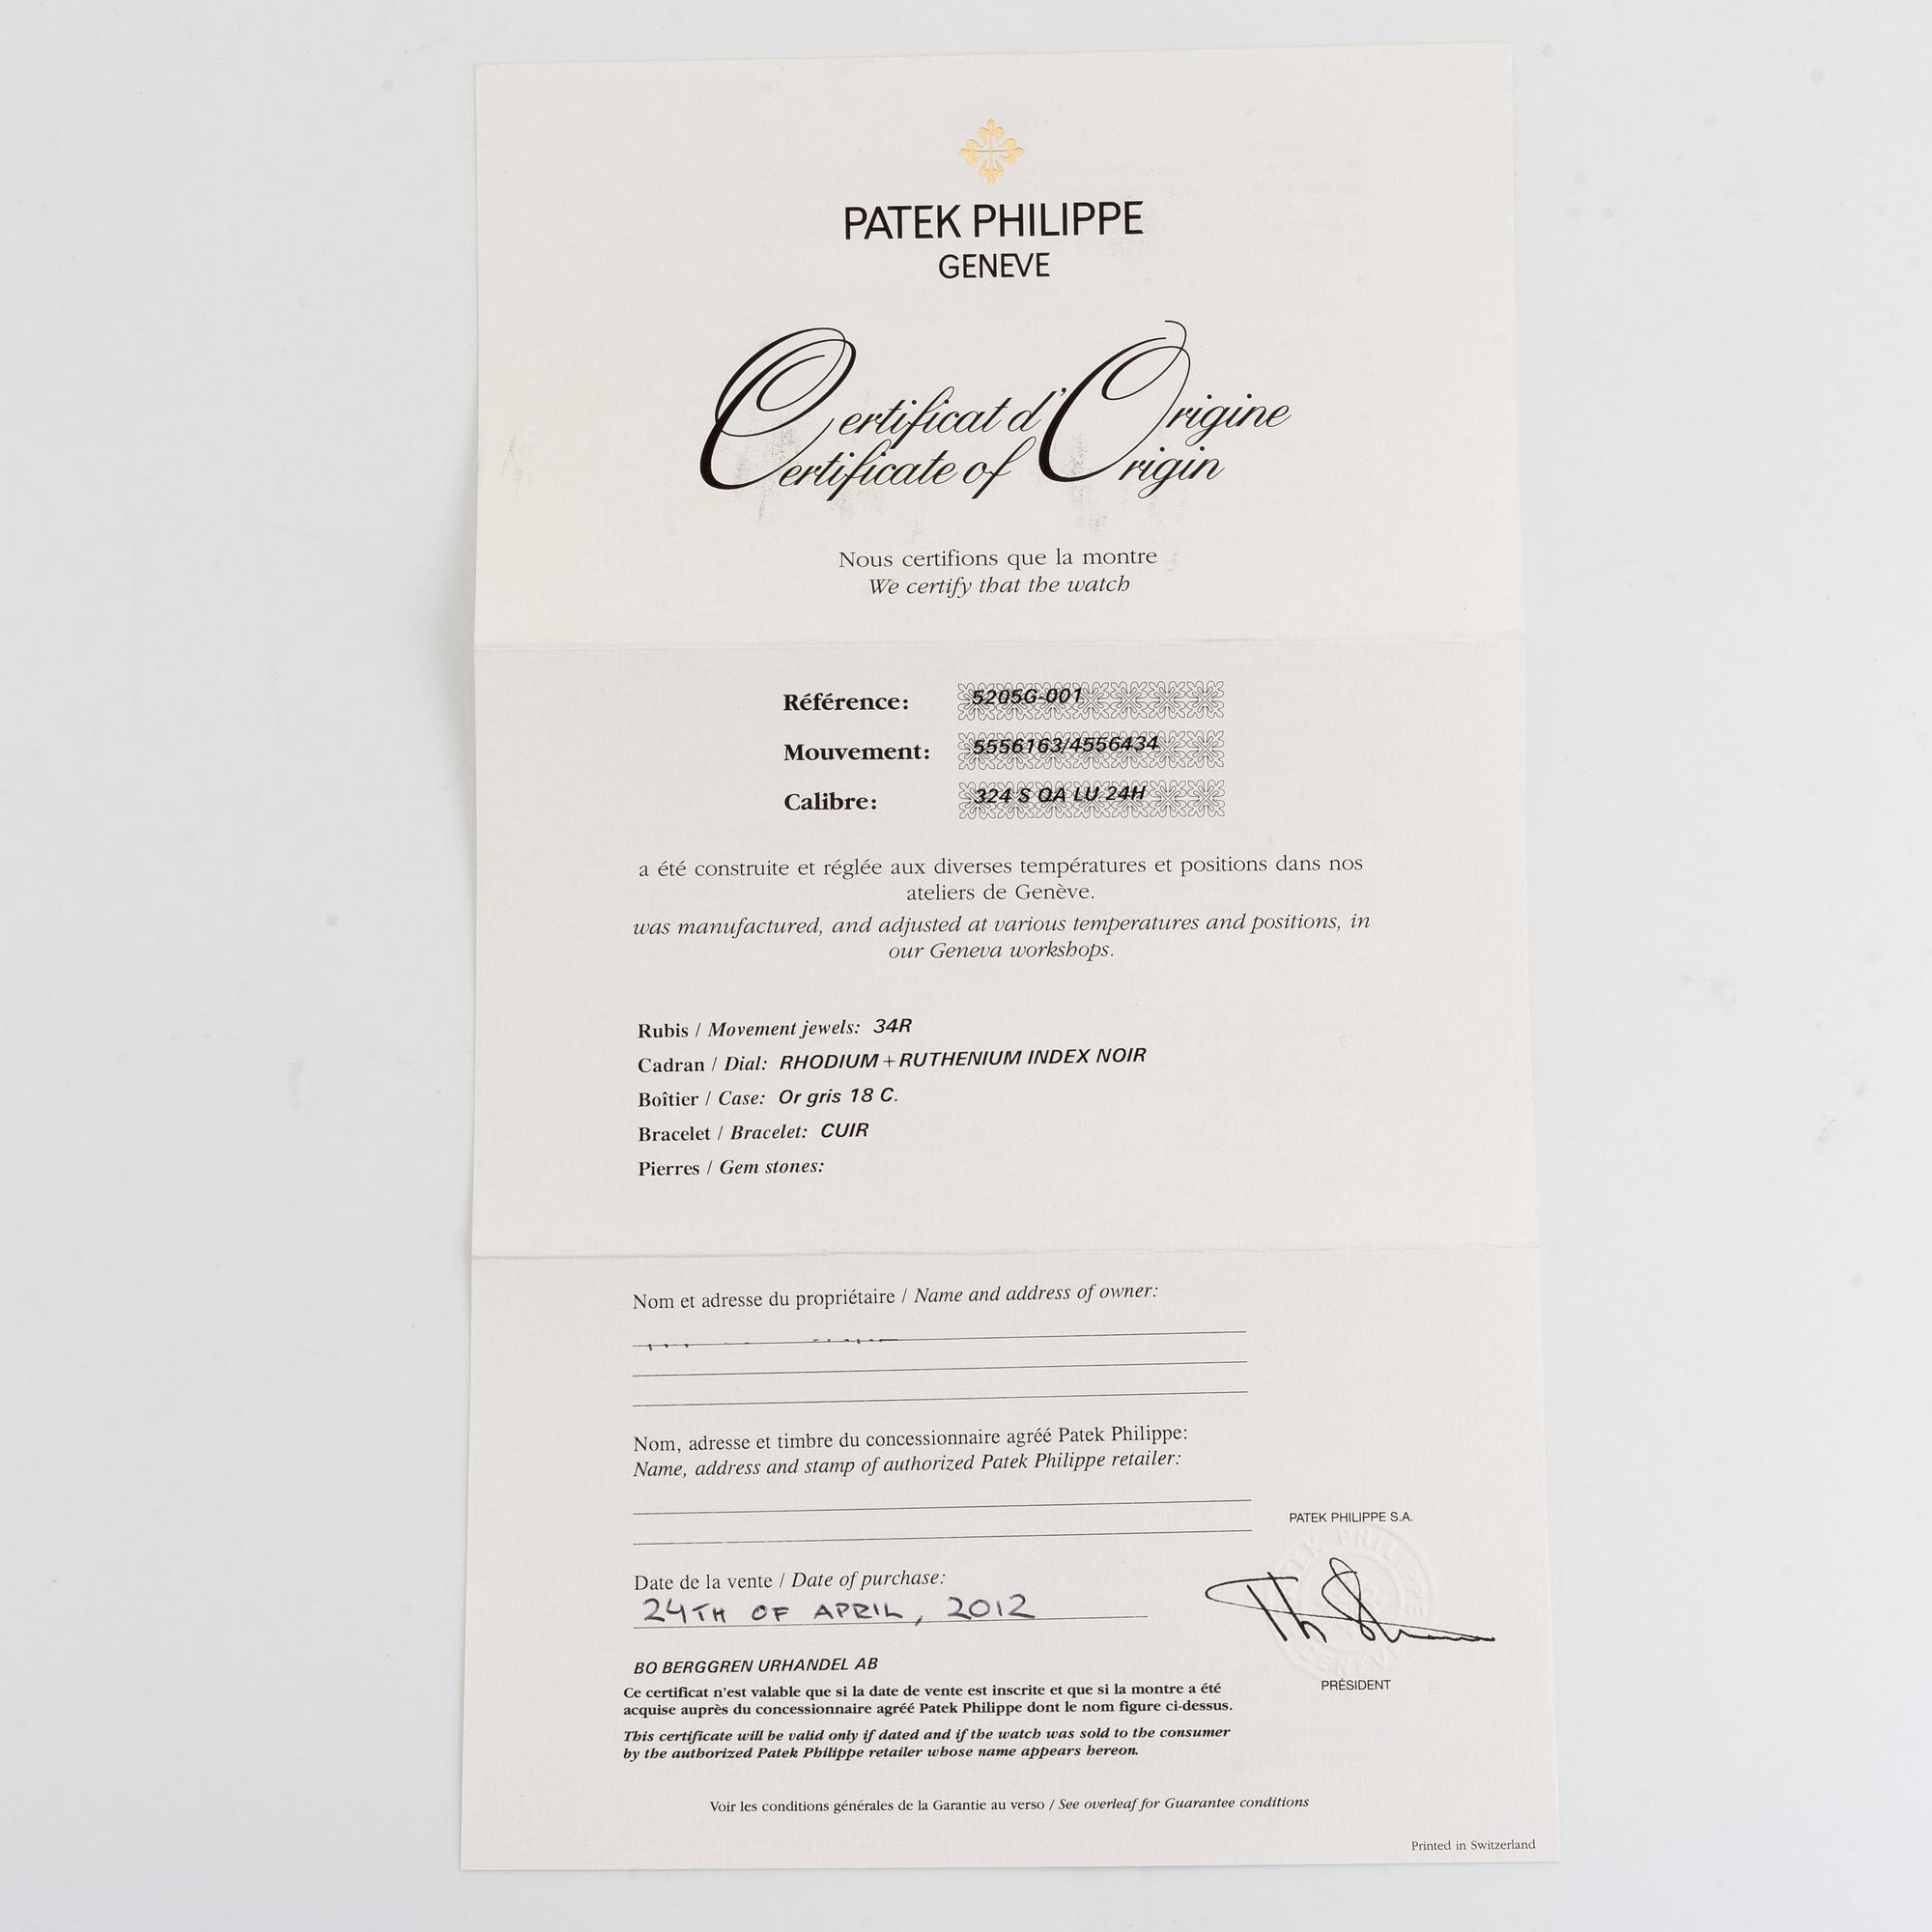 PATEK PHILIPPE
GENEVE
Certificat d'Origine
Certificate of Origin
Nous certifions que la montre
We certify that the watch
Référence: 5205G-001
Mouvement: 5556163/4556434
Calibre: 324 S QA LU 24H
a été construite et réglée aux diverses températures et positions dans nos
ateliers de Genève.
was manufactured, and adjusted at various temperatures and positions, in
our Geneva workshops.
Rubis / Movement jewels: 34R
Cadran / Dial: RHODIUM+RUTHENIUM INDEX NOIR
Boîtier / Case: Or gris 18 C.
Bracelet / Bracelet: CUIR
Pierres / Gem stones:
Nom et adresse du propriétaire / Name and address of owner:
Nom, adresse et timbre du concessionnaire agréé Patek Philippe:
Name, address and stamp of authorized Patek Philippe retailer:
PATEK PHILIPPE S.A.
PATEK PHILIPPE
GENEVE
Date de la vente / Date of purchase:
24TH OF APRIL, 2012
BO BERGGREN URHANDEL AB
PRÉSIDENT
Ce certificat n'est valable que si la date de vente est inscrite et que si la montre a été
acquise auprès du concessionnaire agréé Patek Philippe dont le nom figure ci-dessus.
This certificate will be valid only if dated and if the watch was sold to the consumer
by the authorized Patek Philippe retailer whose name appears hereon.
Voir les conditions générales de la Garantie au verso / See overleaf for Guarantee conditions
Printed in Switzerland